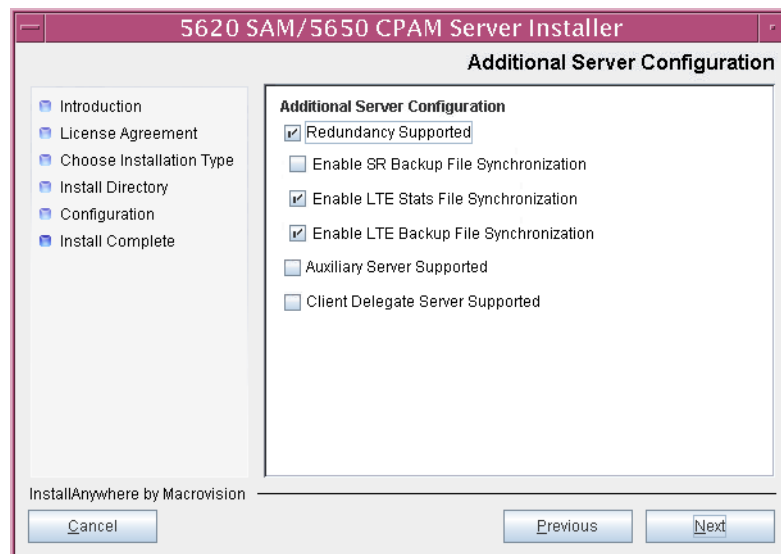 5620 SAM/5650 CPAM Server Installer
Additional Server Configuration
Introduction
License Agreement
Choose Installation Type
Install Directory
Configuration
Install Complete
Additional Server Configuration
Redundancy Supported
Enable SR Backup File Synchronization
Enable LTE Stats File Synchronization
Enable LTE Backup File Synchronization
Auxiliary Server Supported
Client Delegate Server Supported
InstallAnywhere by Macrovision
Cancel
Previous
Next